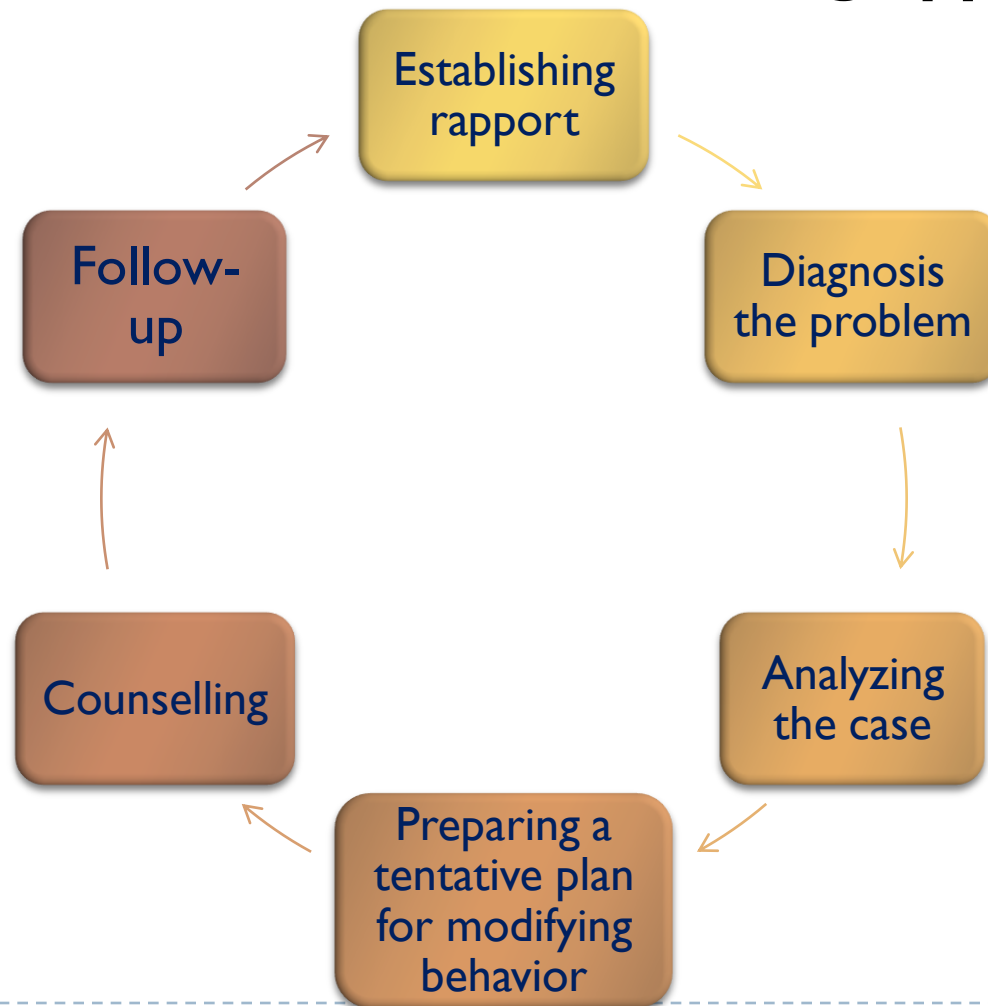 Establishing
rapport
Diagnosis
the problem
Analyzing
the case
Preparing a
tentative plan
for modifying
behavior
Counselling
Follow-
up